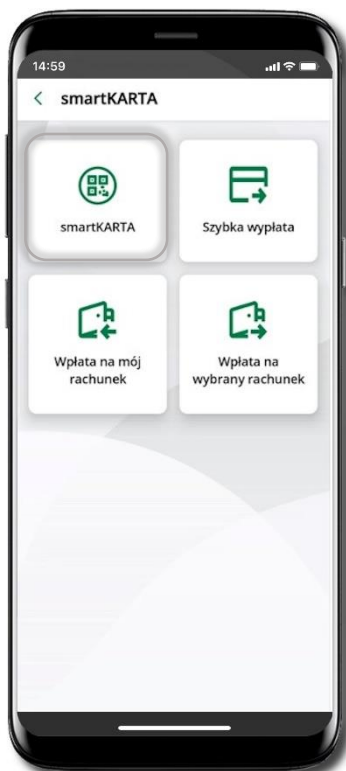 14:59
smartKARTA
smartKARTA
Szybka wypłata
Wpłata na mój
rachunek
Wpłata na
wybrany rachunek